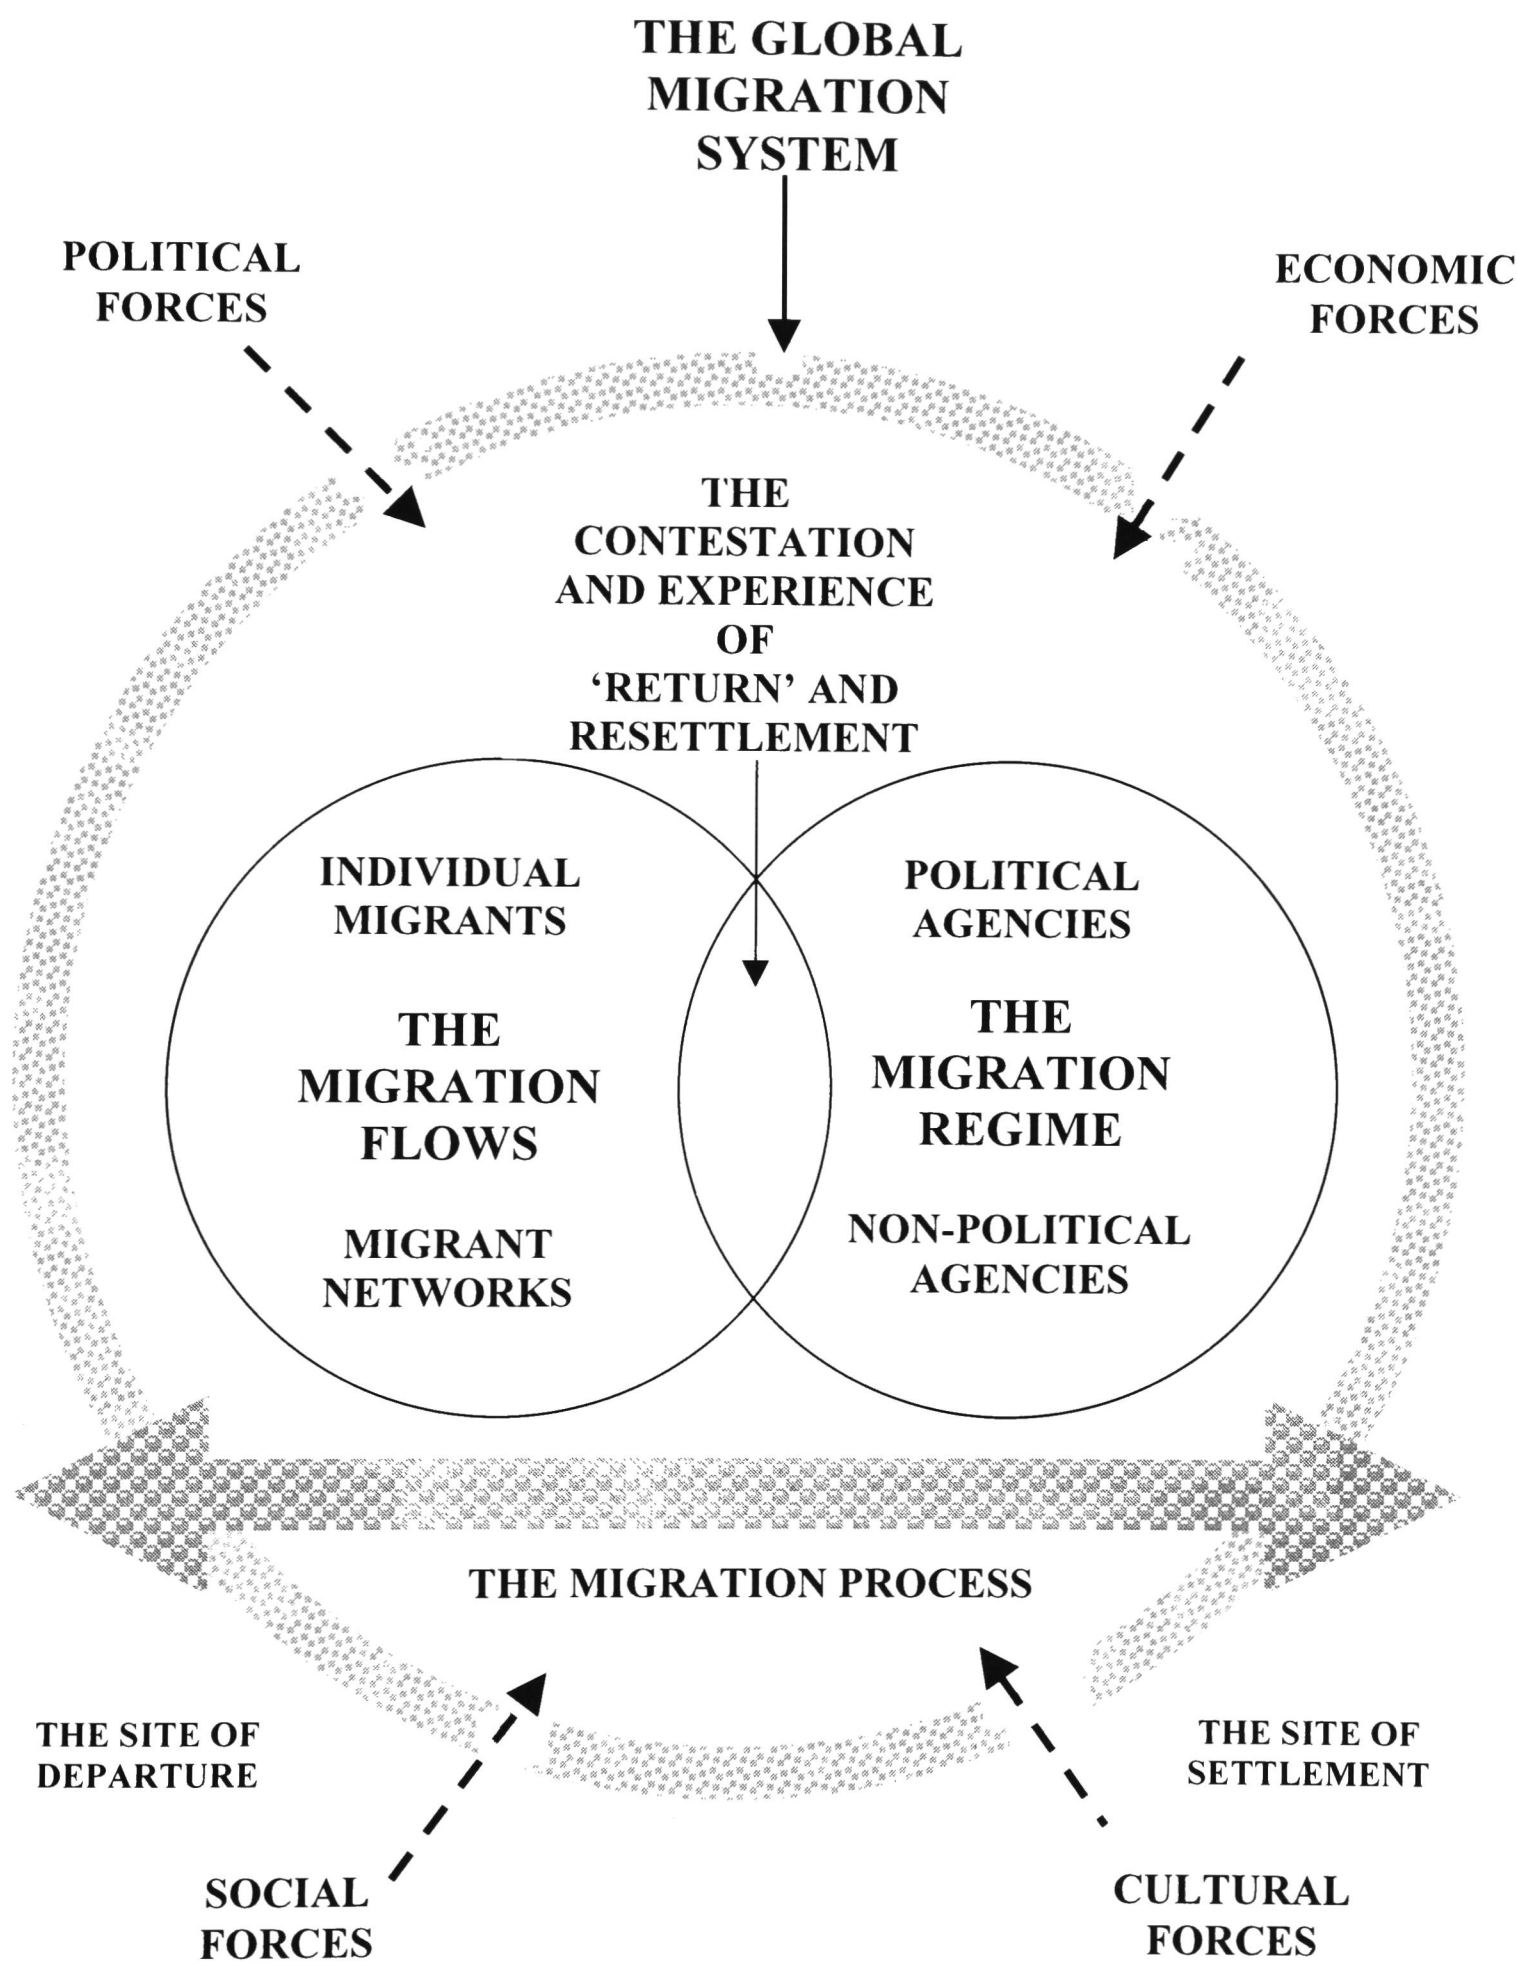 THE GLOBAL
MIGRATION
SYSTEM
POLITICAL
FORCES
ECONOMIC
FORCES
THE
CONTESTATION
AND EXPERIENCE
OF
‘RETURN’ AND
RESETTLEMENT
INDIVIDUAL
MIGRANTS
THE
MIGRATION
FLOWS
MIGRANT
NETWORKS
POLITICAL
AGENCIES
THE
MIGRATION
REGIME
NON-POLITICAL
AGENCIES
THE MIGRATION PROCESS
THE SITE OF
DEPARTURE
THE SITE OF
SETTLEMENT
SOCIAL
FORCES
CULTURAL
FORCES